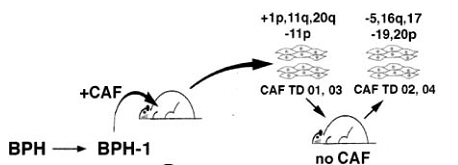 +1p,11q,20q
-11p
-5,16q,17
-19,20p
+CAF
CAF TD 01, 03
CAF TD 02, 04
BPH
BPH-1
no CAF